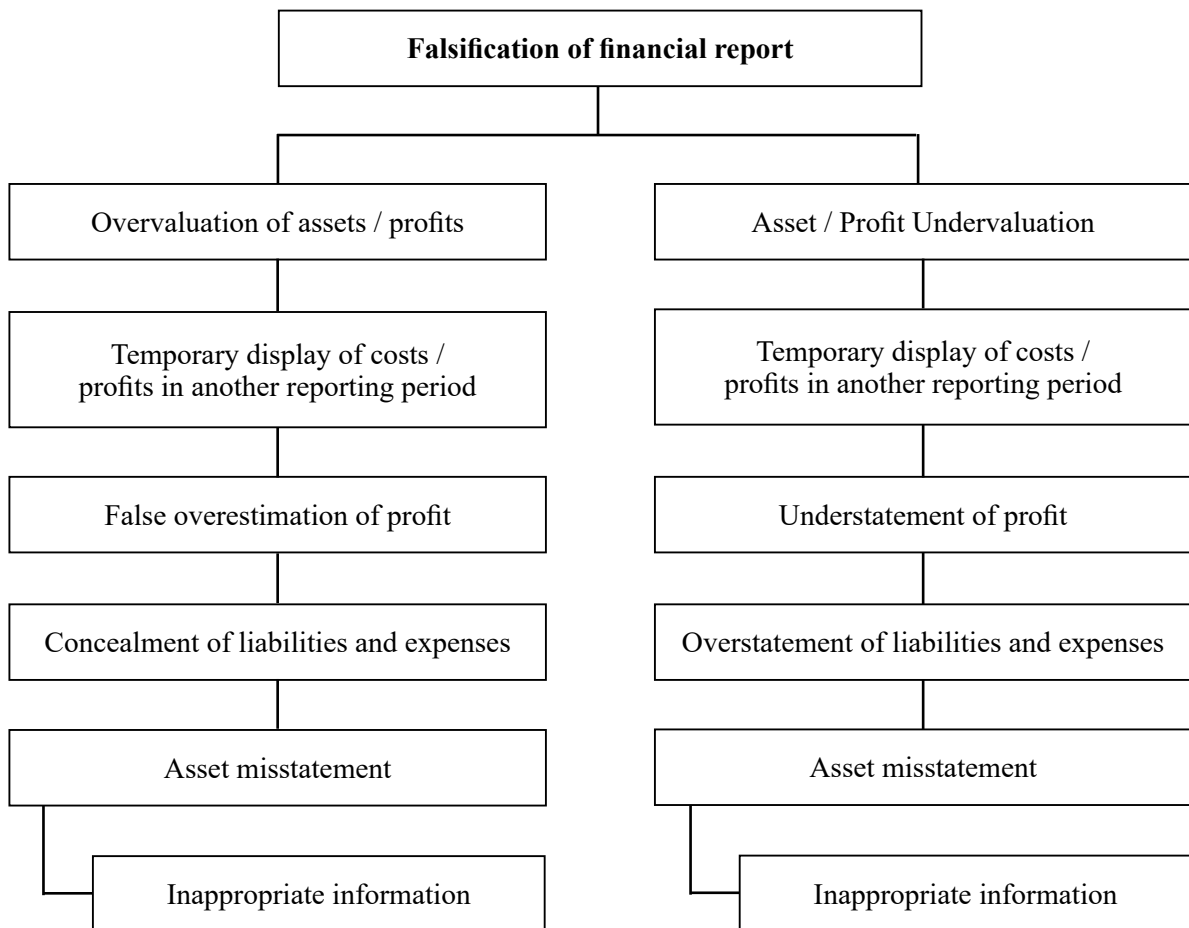 Falsification of financial report
Overvaluation of assets / profits
Asset / Profit Undervaluation
Temporary display of costs /
profits in another reporting period
Temporary display of costs /
profits in another reporting period
False overestimation of profit
Understatement of profit
Concealment of liabilities and expenses
Overstatement of liabilities and expenses
Asset misstatement
Asset misstatement
Inappropriate information
Inappropriate information